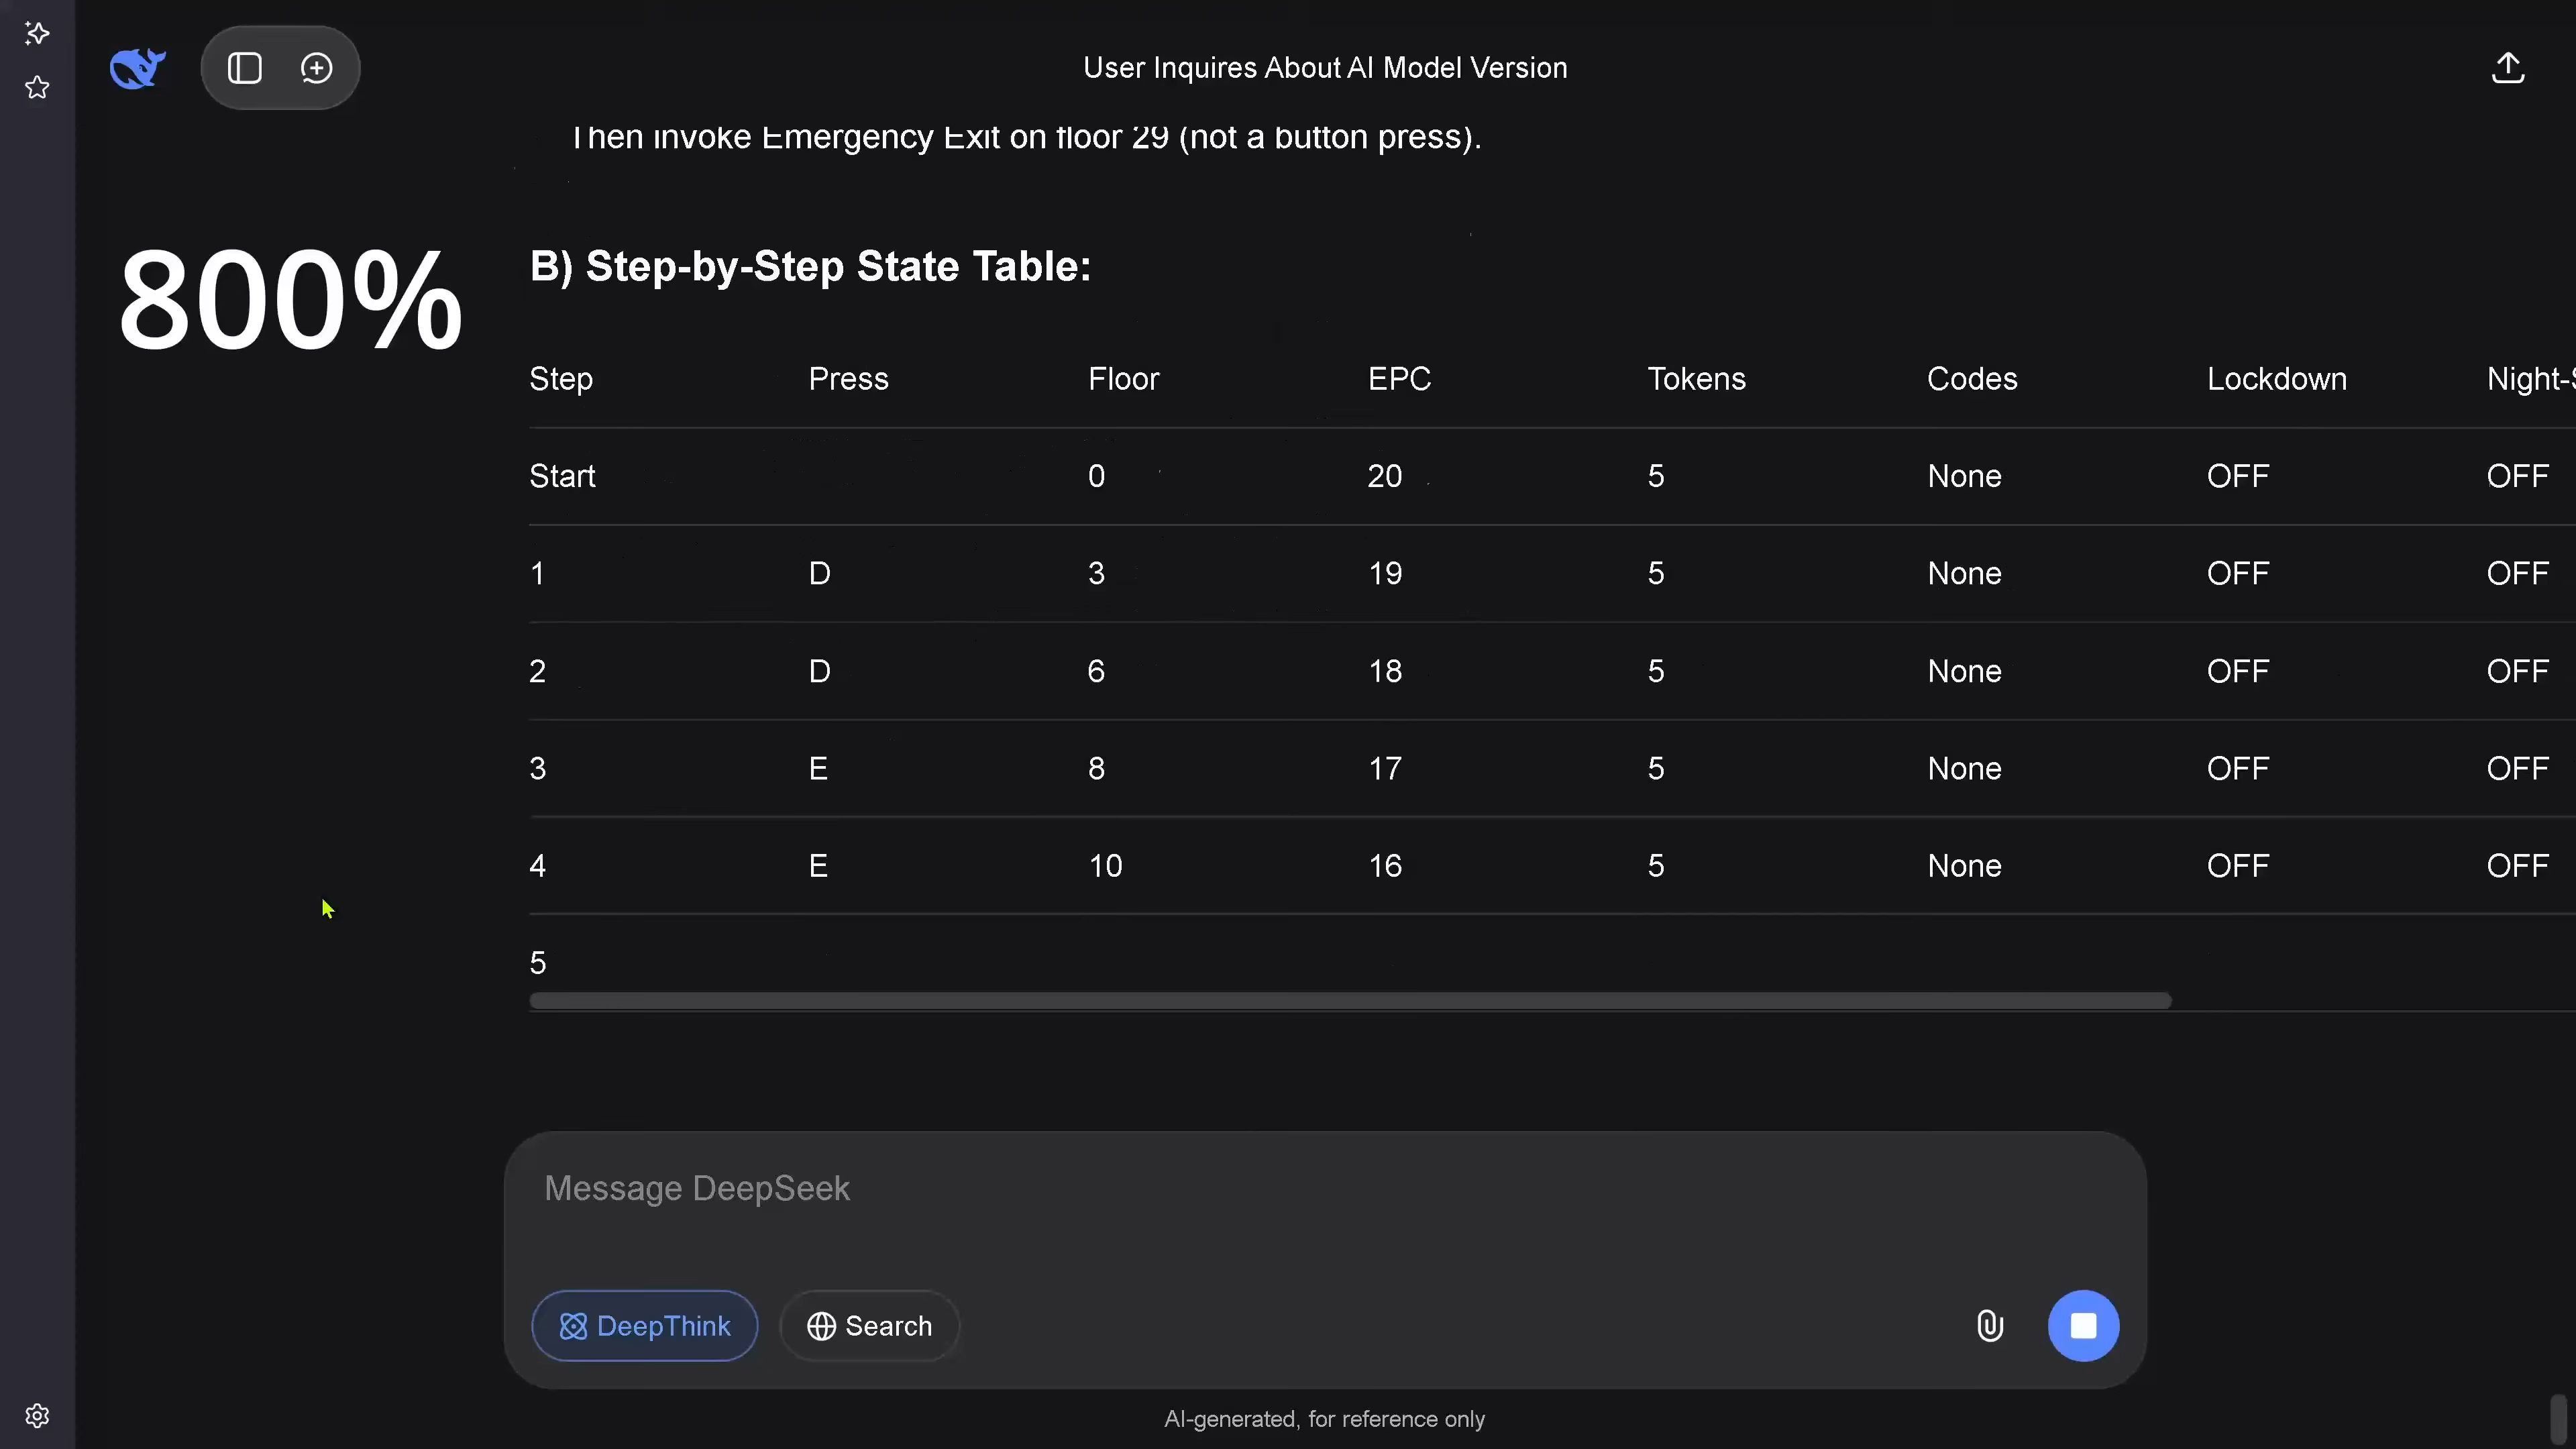 User Inquires About AI Model Version
Then invoke Emergency Exit on floor 29 (not a button press).
800%
B) Step-by-Step State Table:
Step Press Floor EPC Tokens Codes Lockdown Night-S
Start 0 20 5 None OFF OFF
1 D 3 19 5 None OFF OFF
2 D 6 18 5 None OFF OFF
3 E 8 17 5 None OFF OFF
4 E 10 16 5 None OFF OFF
5
Message DeepSeek
DeepThink Search
AI-generated, for reference only